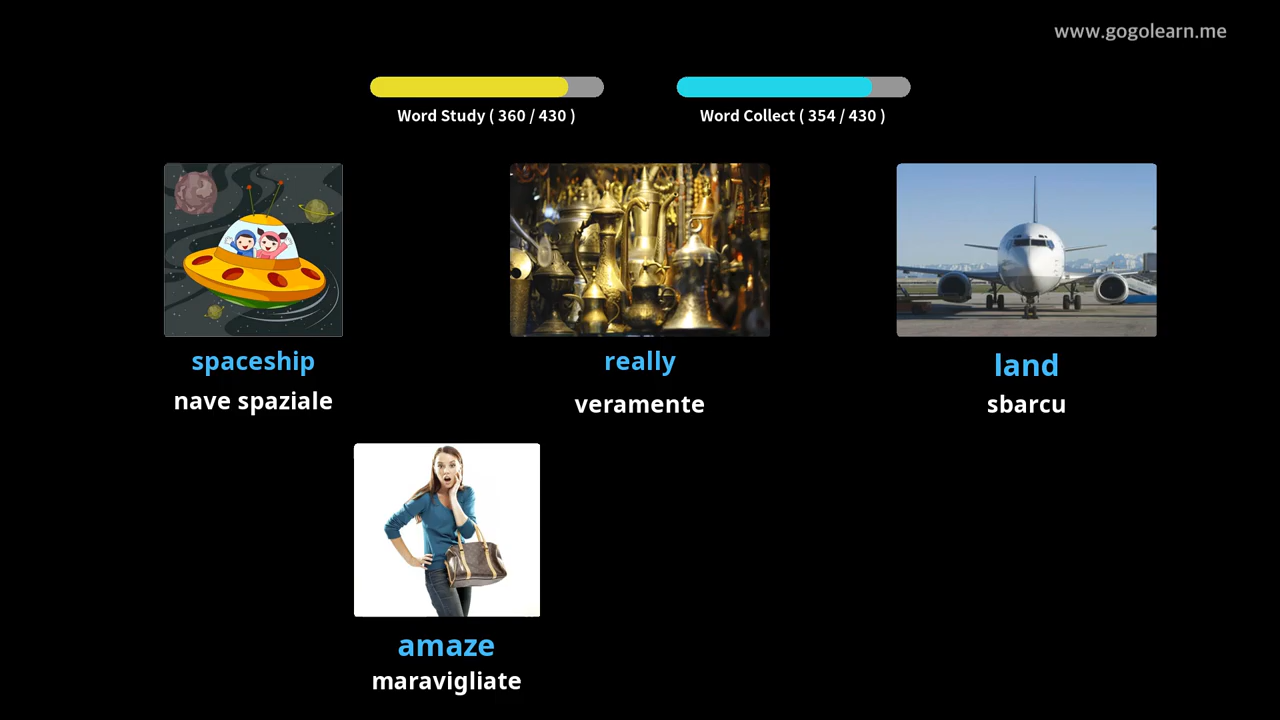 www.gogolearn.me
Word Study ( 360 / 430 )
Word Collect ( 354 / 430 )
spaceship
nave spaziale
really
veramente
land
sbarcu
amaze
maravigliate